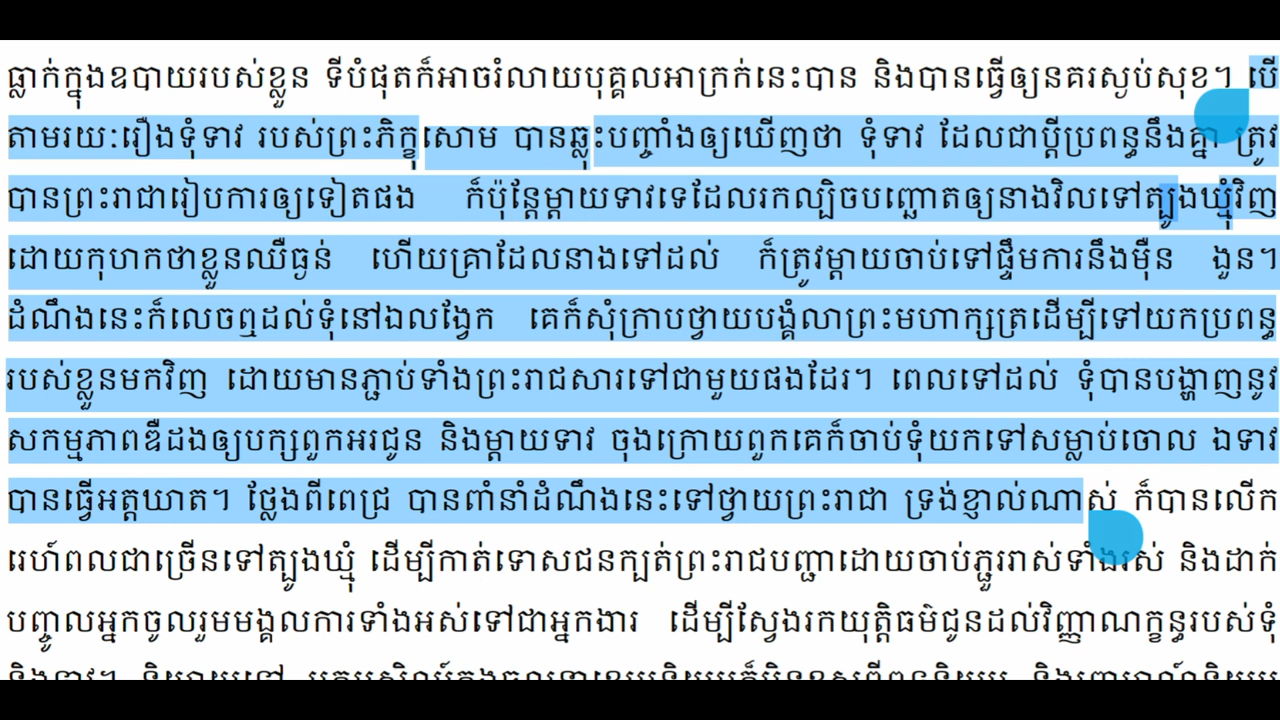 ធ្លាក់ក្នុងឧបាយរបស់ខ្លួន ទីបំផុតក៏អាចរំលាយបុគ្គលអាក្រក់នេះបាន និងបានធ្វើឲ្យនគរស្ងប់សុខ។ បើ
តាមរយៈរឿងទុំទាវ របស់ព្រះភិក្ខុសោម បានឆ្លុះបញ្ចាំងឲ្យឃើញថា ទុំទាវ ដែលជាប្តីប្រពន្ធនឹងគ្នា ត្រូវ
បានព្រះរាជារៀបការឲ្យទៀតផង ក៏ប៉ុន្តែម្តាយទាវទេដែលរកល្បិចបញ្ឆោតឲ្យនាងវិលទៅត្បូងឃ្មុំវិញ
ដោយកុហកថាខ្លួនឈឺធ្ងន់ ហើយគ្រាដែលនាងទៅដល់ ក៏ត្រូវម្តាយចាប់ទៅផ្ទឹមការនឹងម៉ឺន ងួន។
ដំណឹងនេះក៏លេចឮដល់ទុំនៅឯលង្វែក គេក៏សុំក្រាបថ្វាយបង្គំលាព្រះមហាក្សត្រដើម្បីទៅយកប្រពន្ធ
របស់ខ្លួនមកវិញ ដោយមានភ្ជាប់ទាំងព្រះរាជសារទៅជាមួយផងដែរ។ ពេលទៅដល់ ទុំបានបង្ហាញនូវ
សកម្មភាពឌឺដងឲ្យបក្សពួកអរជូន និងម្តាយទាវ ចុងក្រោយពួកគេក៏ចាប់ទុំយកទៅសម្លាប់ចោល ឯទាវ
បានធ្វើអត្តឃាត។ ថ្លែងពីពេជ្រ បានពាំនាំដំណឹងនេះទៅថ្វាយព្រះរាជា ទ្រង់ខ្ញាល់ណាស់ ក៏បានលើក
រេហ៍ពលជាច្រើនទៅត្បូងឃ្មុំ ដើម្បីកាត់ទោសជនក្បត់ព្រះរាជបញ្ជាដោយចាប់ភ្ជួររាស់ទាំងរស់ និងដាក់
បញ្ចូលអ្នកចូលរួមមង្គលការទាំងអស់ទៅជាអ្នកងារ ដើម្បីស្វែងរកយុត្តិធម៌ជូនដល់វិញ្ញាណក្ខន្ធរបស់ទុំ